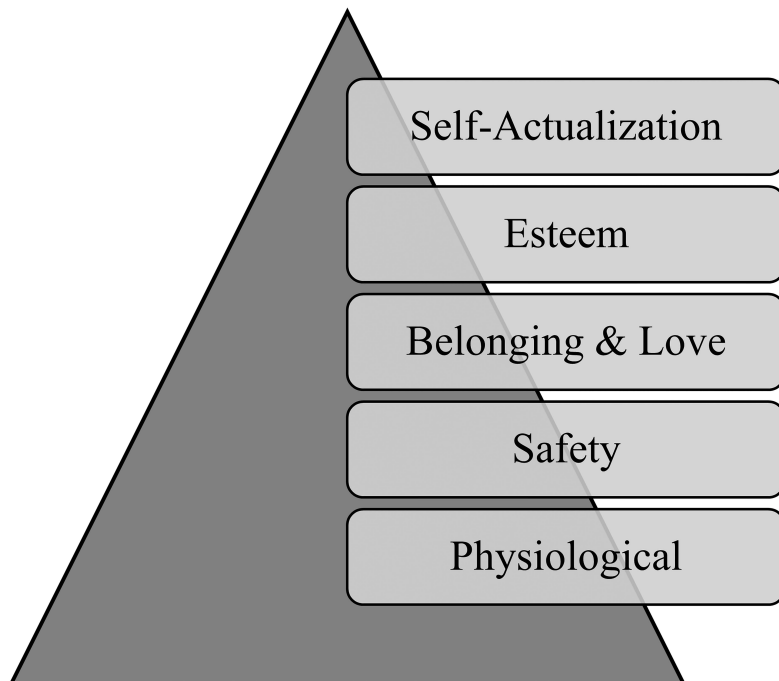 Self-Actualization
Esteem
Belonging & Love
Safety
Physiological